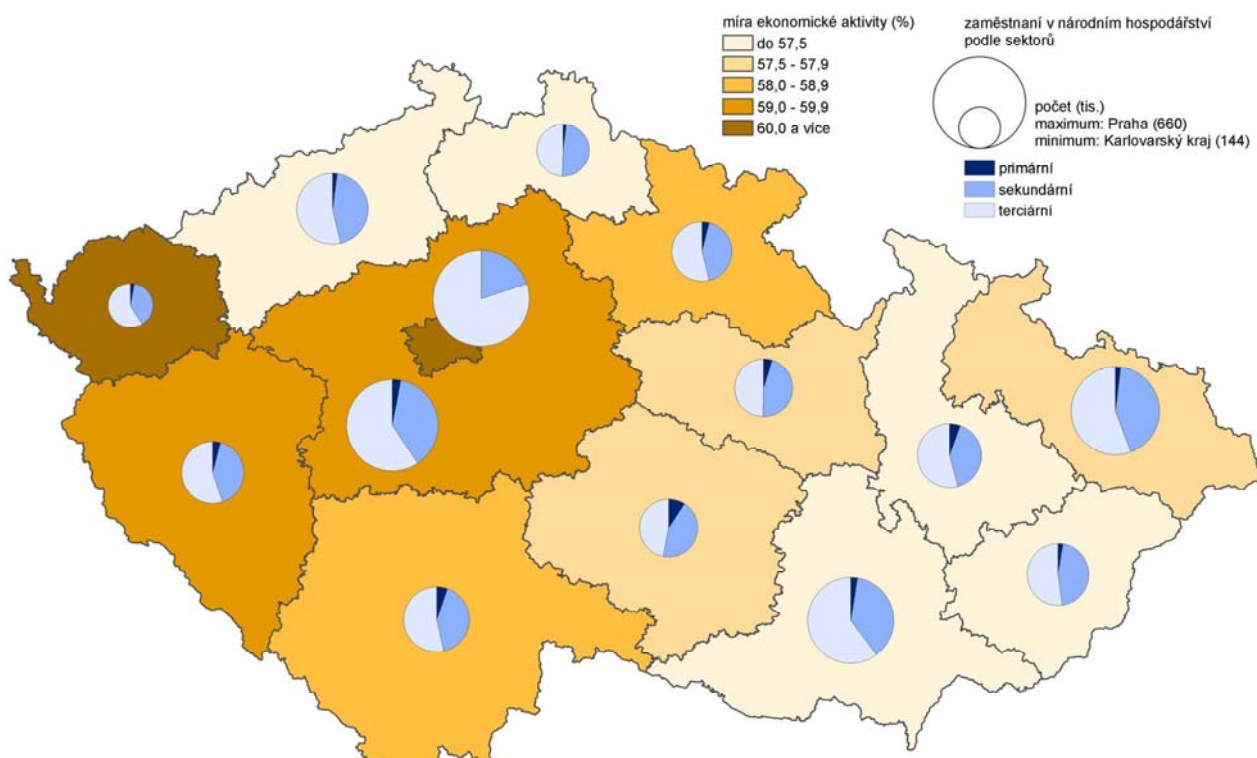 míra ekonomické aktivity (%)
do 57,5
57,5 - 57,9
58,0 - 58,9
59,0 - 59,9
60,0 a více
zaměstnaní v národním hospodářství
podle sektorů
počet (tis.)
maximum: Praha (660)
minimum: Karlovarský kraj (144)
primární
sekundární
terciární